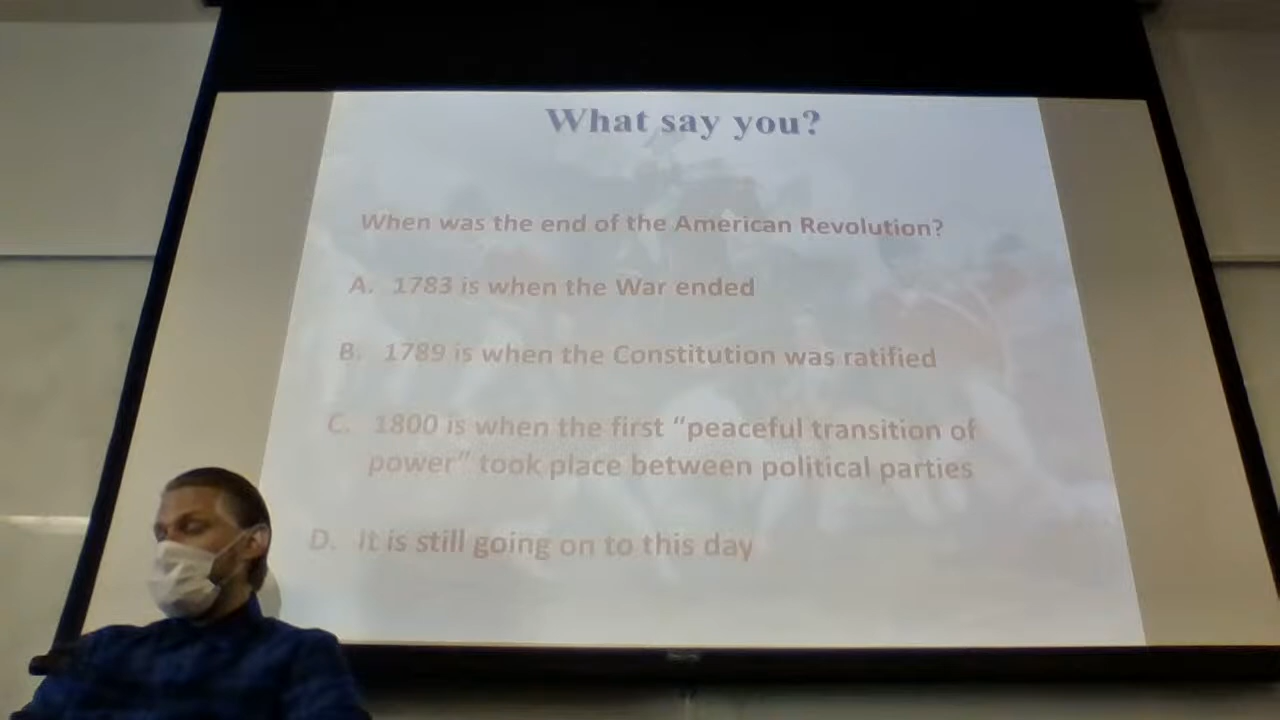 What say you?
When was the end of the American Revolution?
A. 1783 is when the War ended
B. 1789 is when the Constitution was ratified
C. 1800 is when the first “peaceful transition of
power” took place between political parties
D. It is still going on to this day